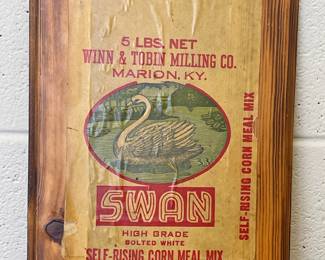 5 LBS. NET
WINN & TOBIN MILLING CO.
MARION, KY.
SWAN
HIGH GRADE
BOLTED WHITE
SELF-RISING CORN MEAL MIX
SELF-RISING CORN MEAL MIX